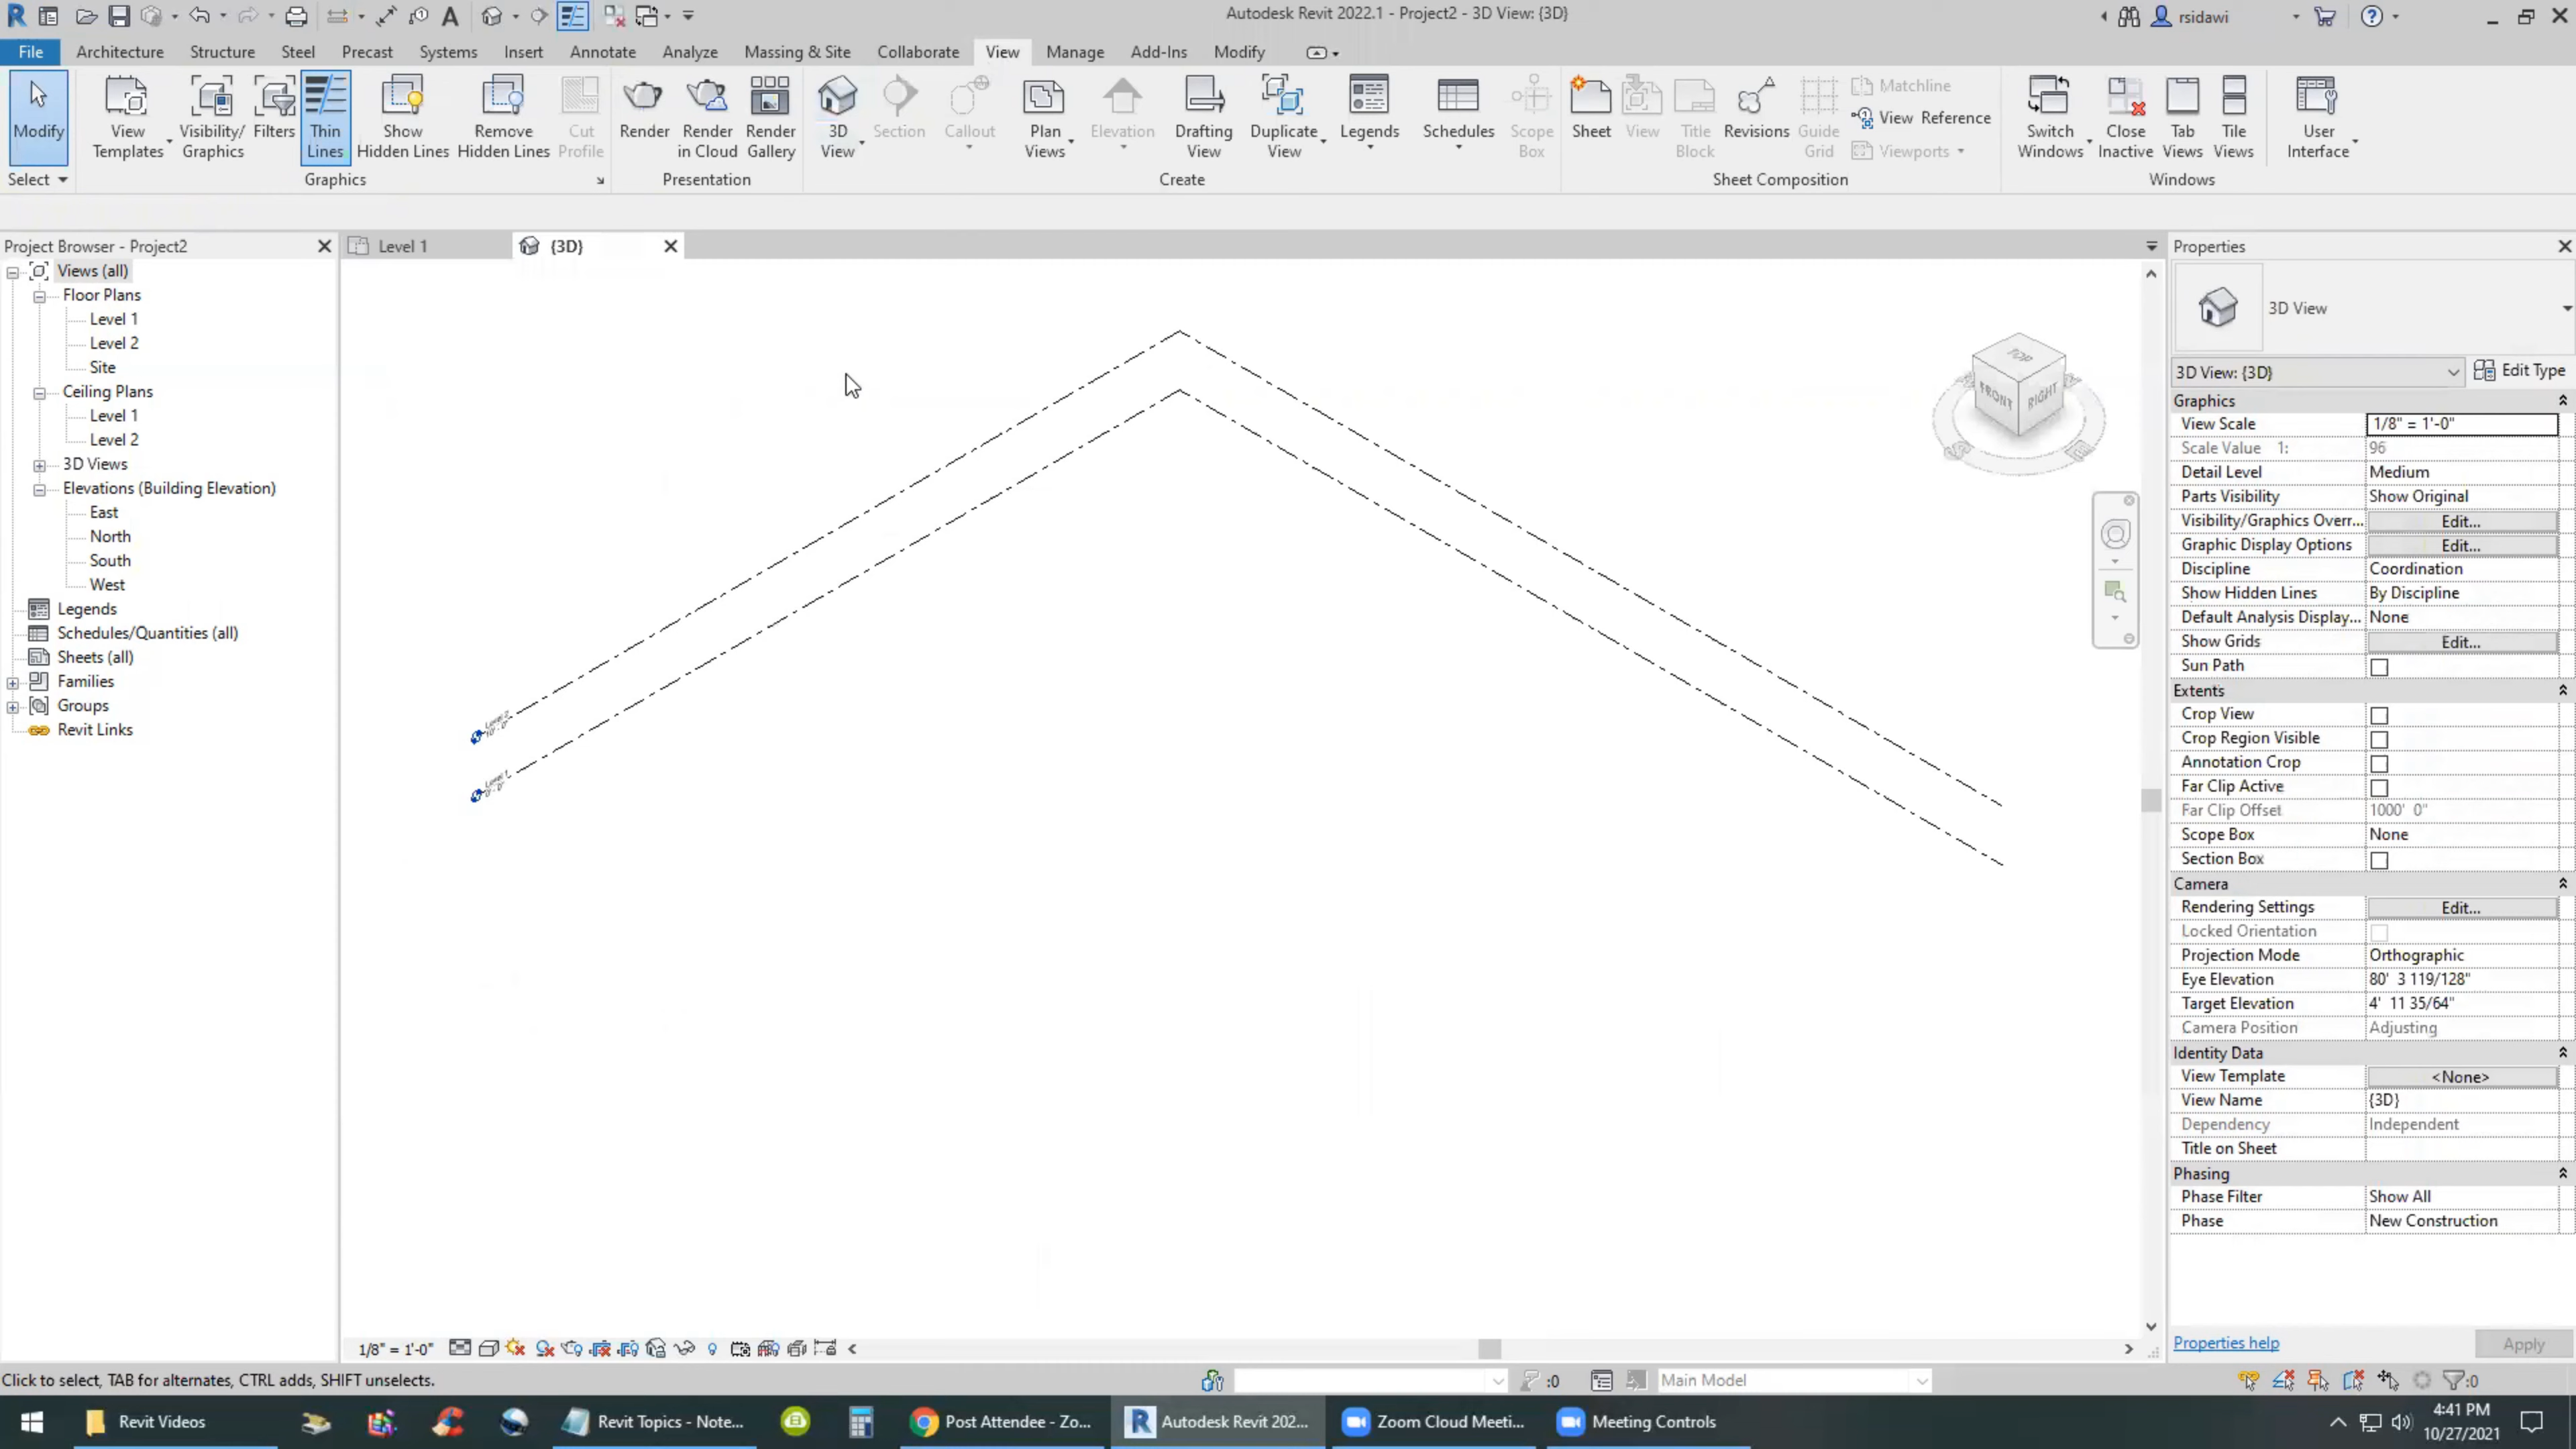 Autodesk Revit 2022.1 - Project2 - 3D View: {3D}
rsidawi
File Architecture Structure Steel Precast Systems Insert Annotate Analyze Massing & Site Collaborate View Manage Add-Ins Modify
Modify
View Templates
Visibility/ Graphics
Filters
Thin Lines
Show Hidden Lines
Remove Hidden Lines
Cut Profile
Render
Render in Cloud
Render Gallery
3D View
Section
Callout
Plan Views
Elevation
Drafting View
Duplicate View
Legends
Schedules
Scope Box
Sheet
View
Title Block
Revisions
Guide Grid
Matchline
View Reference
Viewports
Switch Windows
Close Inactive
Tab Views
Tile Views
User Interface
Select Graphics Presentation Create Sheet Composition Windows
Project Browser - Project2
Views (all)
Floor Plans
Level 1
Level 2
Site
Ceiling Plans
Level 1
Level 2
3D Views
Elevations (Building Elevation)
East
North
South
West
Legends
Schedules/Quantities (all)
Sheets (all)
Families
Groups
Revit Links
Level 1
{3D}
TOP
FRONT
RIGHT
Level 2
10' - 0"
Level 1
0' - 0"
Properties
3D View
3D View: {3D} Edit Type
Graphics
View Scale 1/8" = 1'-0"
Scale Value 1: 96
Detail Level Medium
Parts Visibility Show Original
Visibility/Graphics Overr... Edit...
Graphic Display Options Edit...
Discipline Coordination
Show Hidden Lines By Discipline
Default Analysis Display... None
Show Grids Edit...
Sun Path
Extents
Crop View
Crop Region Visible
Annotation Crop
Far Clip Active
Far Clip Offset 1000' 0"
Scope Box None
Section Box
Camera
Rendering Settings Edit...
Locked Orientation
Projection Mode Orthographic
Eye Elevation 80' 3 119/128"
Target Elevation 4' 11 35/64"
Camera Position Adjusting
Identity Data
View Template <None>
View Name {3D}
Dependency Independent
Title on Sheet
Phasing
Phase Filter Show All
Phase New Construction
Properties help Apply
1/8" = 1'-0"
Click to select, TAB for alternates, CTRL adds, SHIFT unselects.
:0
Main Model
:0
Revit Videos
Revit Topics - Note...
Post Attendee - Zo...
Autodesk Revit 202...
Zoom Cloud Meeti...
Meeting Controls
4:41 PM
10/27/2021